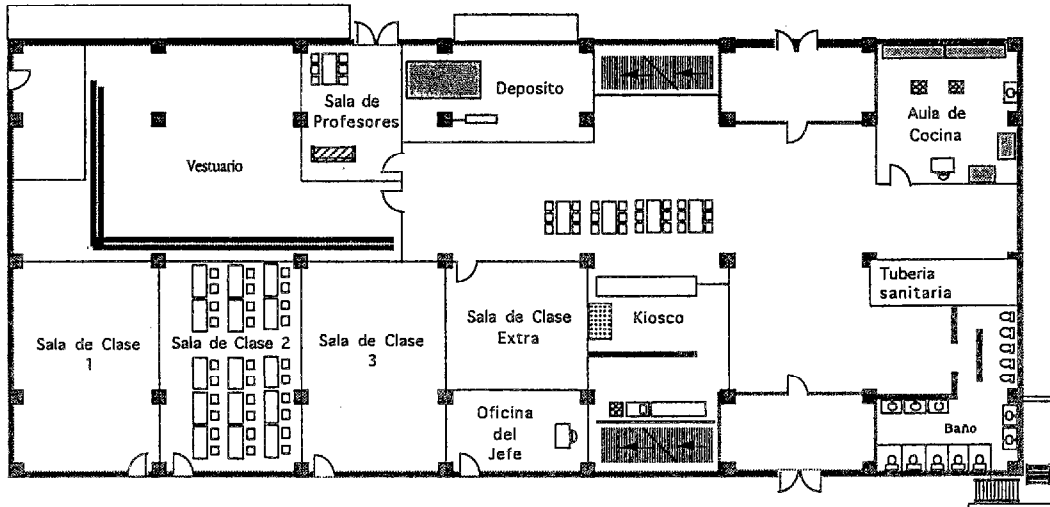 Sala de
Profesores
Deposito
Aula de
Cocina
Vestuario
Tuberia
sanitaria
Sala de Clase
1
Sala de Clase 2
Sala de Clase
3
Sala de Clase
Extra
Kiosco
Oficina
del
Jefe
Baño